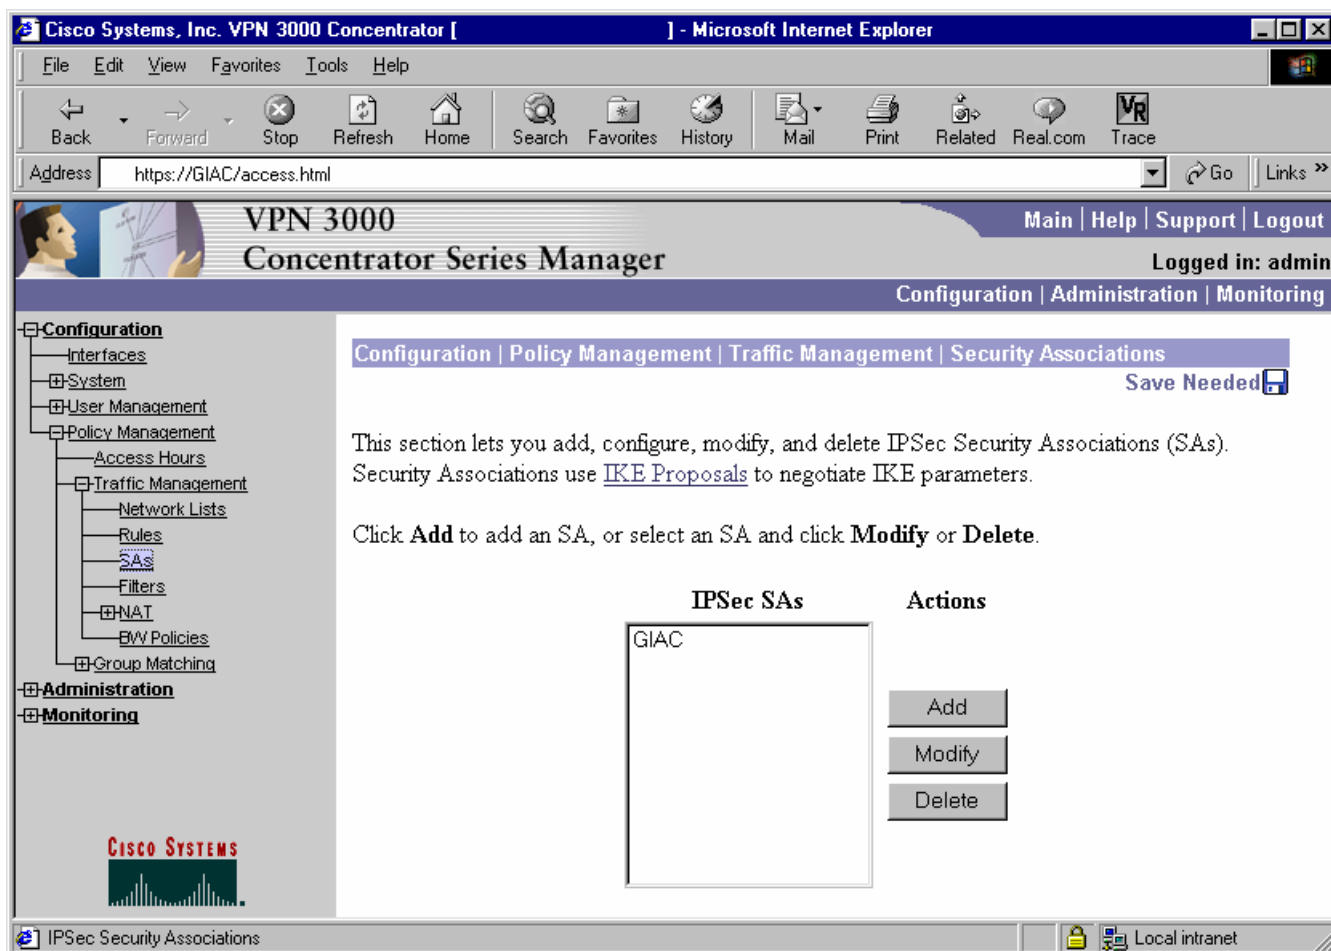 Cisco Systems, Inc. VPN 3000 Concentrator [ ] - Microsoft Internet Explorer
File Edit View Favorites Tools Help
Back Forward Stop Refresh Home Search Favorites History Mail Print Related Real.com Trace
VR
Address https://GIAC/access.html Go Links »
VPN 3000
Concentrator Series Manager
Main | Help | Support | Logout
Logged in: admin
Configuration | Administration | Monitoring
Configuration
Interfaces
System
User Management
Policy Management
Access Hours
Traffic Management
Network Lists
Rules
SAs
Filters
NAT
BW Policies
Group Matching
Administration
Monitoring
CISCO SYSTEMS
Configuration | Policy Management | Traffic Management | Security Associations
Save Needed
This section lets you add, configure, modify, and delete IPSec Security Associations (SAs).
Security Associations use IKE Proposals to negotiate IKE parameters.
Click Add to add an SA, or select an SA and click Modify or Delete.
IPSec SAs Actions
GIAC
Add
Modify
Delete
IPSec Security Associations Local intranet